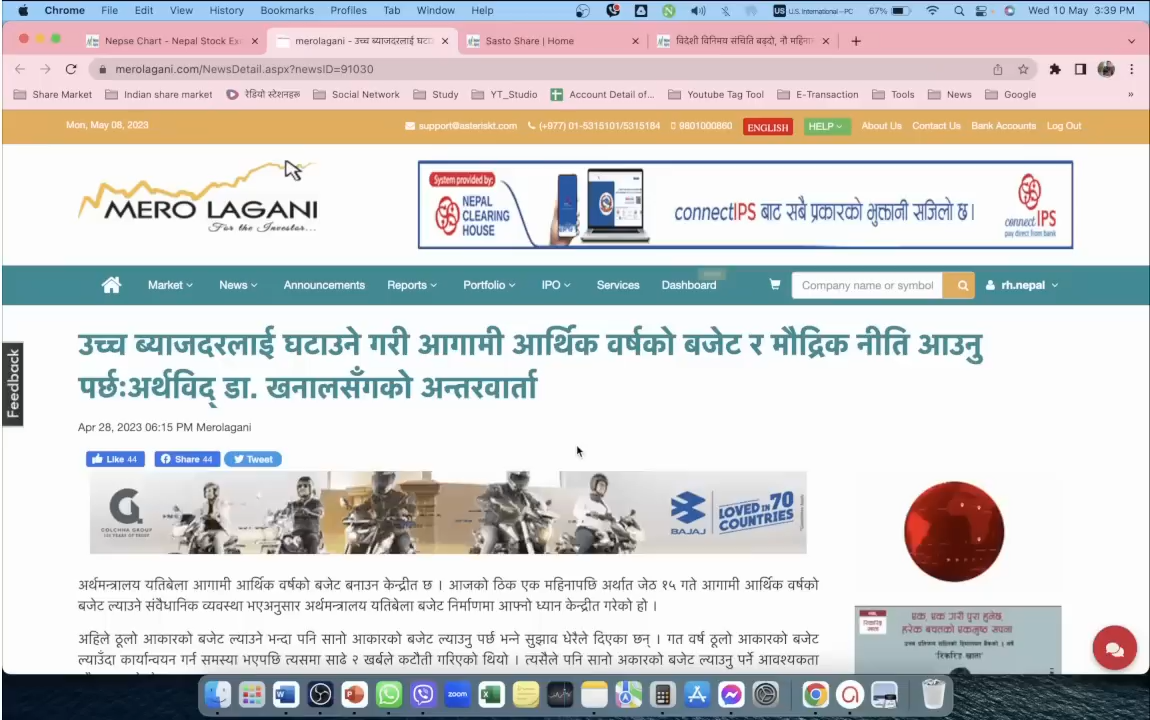 Chrome File Edit View History Bookmarks Profiles Tab Window Help US U.S. International – PC 67% Wed 10 May 3:39 PM
Nepse Chart - Nepal Stock Ex merolagani - उच्च ब्याजदरलाई घटा Sasto Share | Home विदेशी विनिमय संचिति बढ्दो, नौ महिना
merolagani.com/NewsDetail.aspx?newsID=91030
Share Market Indian share market रेडियो स्टेशनहरू Social Network Study YT_Studio Account Detail of... Youtube Tag Tool E-Transaction Tools News Google »
Mon, May 08, 2023 support@asteriskt.com (+977) 01-5315101/5315184 9801000860 ENGLISH HELP About Us Contact Us Bank Accounts Log Out
MERO LAGANI
For the Investor...
System provided by:
NEPAL
CLEARING
HOUSE
connectIPS बाट सबै प्रकारको भुक्तानी सजिलो छ।
connectIPS
pay direct from bank
Market News Announcements Reports Portfolio IPO Services Dashboard Company name or symbol rh.nepal
उच्च ब्याजदरलाई घटाउने गरी आगामी आर्थिक वर्षको बजेट र मौद्रिक नीति आउनु
पर्छःअर्थविद् डा. खनालसँगको अन्तरवार्ता
Feedback
Apr 28, 2023 06:15 PM Merolagani
Like 44 Share 44 Tweet
GOLCHHA GROUP
BAJAJ
LOVED IN 70
COUNTRIES
अर्थमन्त्रालय यतिबेला आगामी आर्थिक वर्षको बजेट बनाउन केन्द्रीत छ । आजको ठिक एक महिनापछि अर्थात जेठ १५ गते आगामी आर्थिक वर्षको
बजेट ल्याउने संवैधानिक व्यवस्था भएअनुसार अर्थमन्त्रालय यतिबेला बजेट निर्माणमा आफ्नो ध्यान केन्द्रीत गरेको हो ।
अहिले ठूलो आकारको बजेट ल्याउने भन्दा पनि सानो आकारको बजेट ल्याउनु पर्छ भन्ने सुझाव धेरैले दिएका छन् । गत वर्ष ठूलो आकारको बजेट
ल्याउँदा कार्यान्वयन गर्न समस्या भएपछि त्यसमा साढे २ खर्बले कटौती गरिएको थियो । त्यसैले पनि सानो अकारको बजेट ल्याउनु पर्ने आवश्यकता
zoom